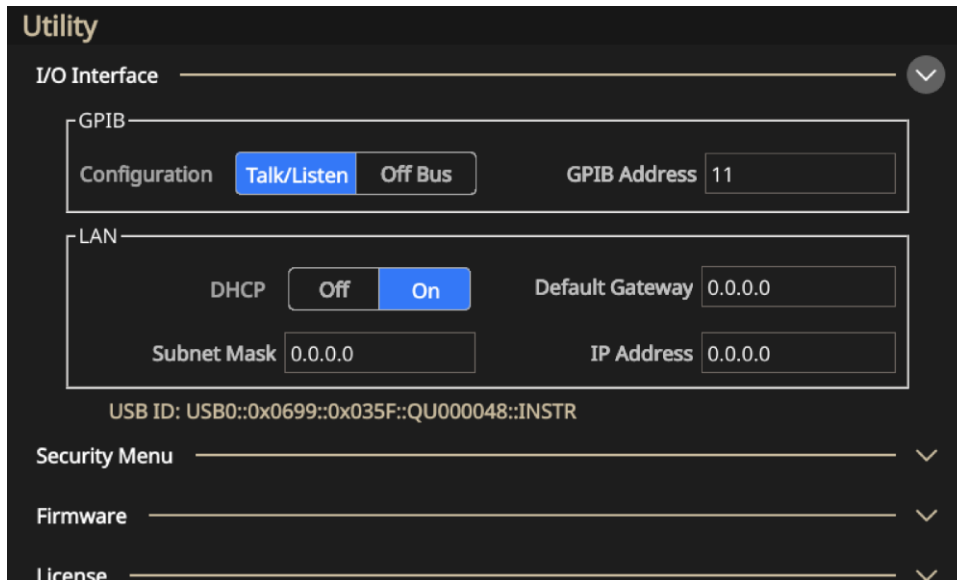 Utility
I/O Interface
GPIB
Configuration Talk/Listen Off Bus GPIB Address 11
LAN
DHCP Off On Default Gateway 0.0.0.0
Subnet Mask 0.0.0.0 IP Address 0.0.0.0
USB ID: USB0::0x0699::0x035F::QU000048::INSTR
Security Menu
Firmware
License